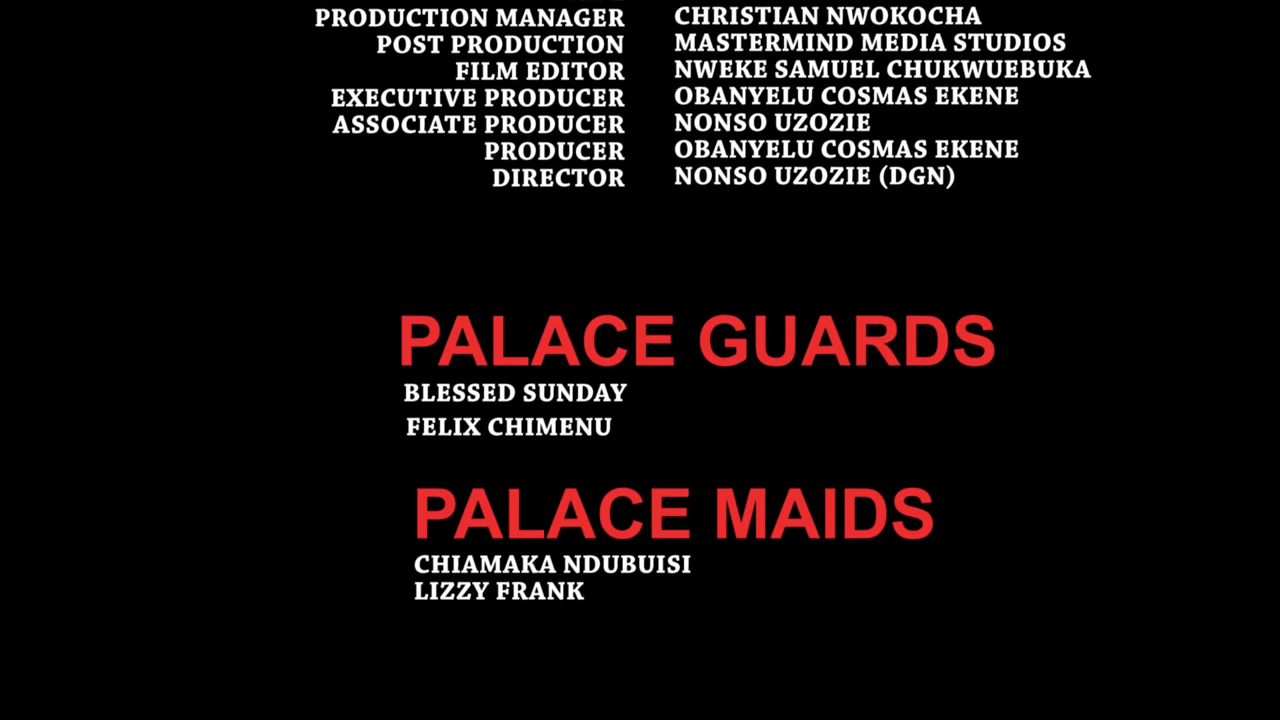 PRODUCTION MANAGER CHRISTIAN NWOKOCHA
POST PRODUCTION MASTERMIND MEDIA STUDIOS
FILM EDITOR NWEKE SAMUEL CHUKWUEBUKA
EXECUTIVE PRODUCER OBANYELU COSMAS EKENE
ASSOCIATE PRODUCER NONSO UZOZIE
PRODUCER OBANYELU COSMAS EKENE
DIRECTOR NONSO UZOZIE (DGN)
PALACE GUARDS
BLESSED SUNDAY
FELIX CHIMENU
PALACE MAIDS
CHIAMAKA NDUBUISI
LIZZY FRANK